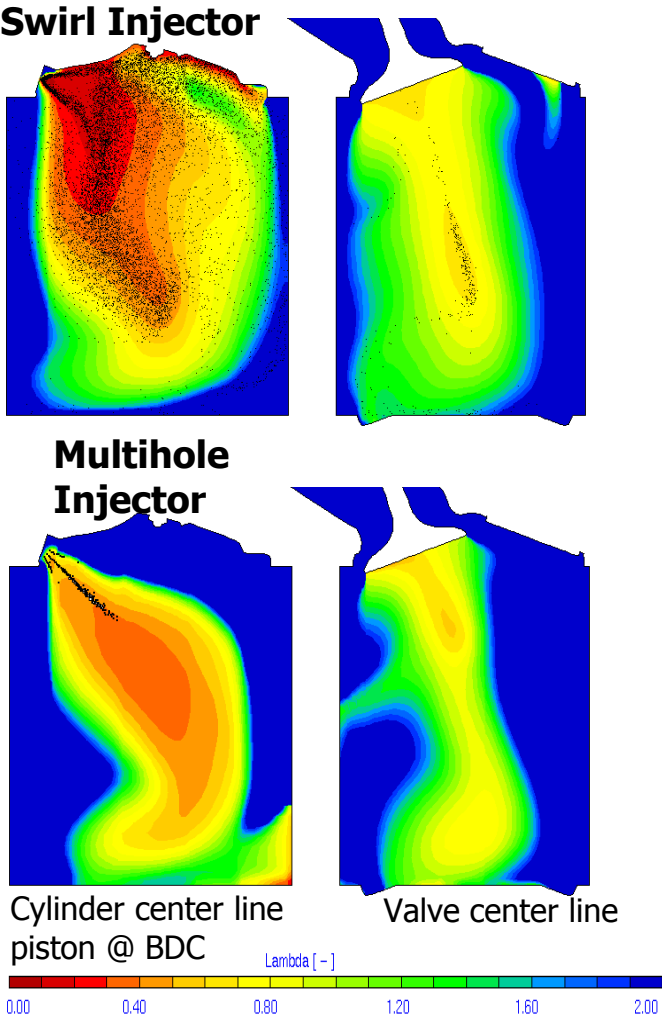 Swirl Injector
Multihole
Injector
Cylinder center line
piston @ BDC
Valve center line
Lambda [ - ]
0.00 0.40 0.80 1.20 1.60 2.00